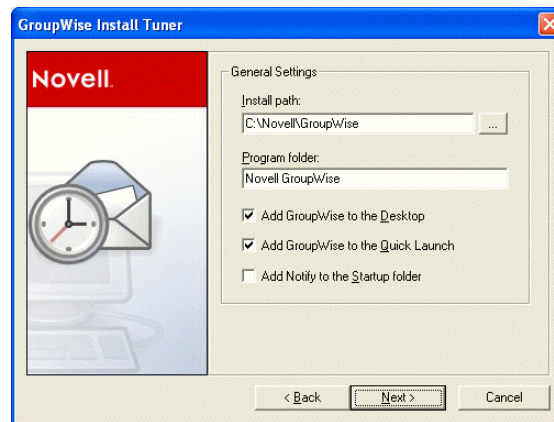 GroupWise Install Tuner
Novell.
General Settings
Install path:
C:\Novell\GroupWise
...
Program folder:
Novell GroupWise
Add GroupWise to the Desktop
Add GroupWise to the Quick Launch
Add Notify to the Startup folder
< Back
Next >
Cancel